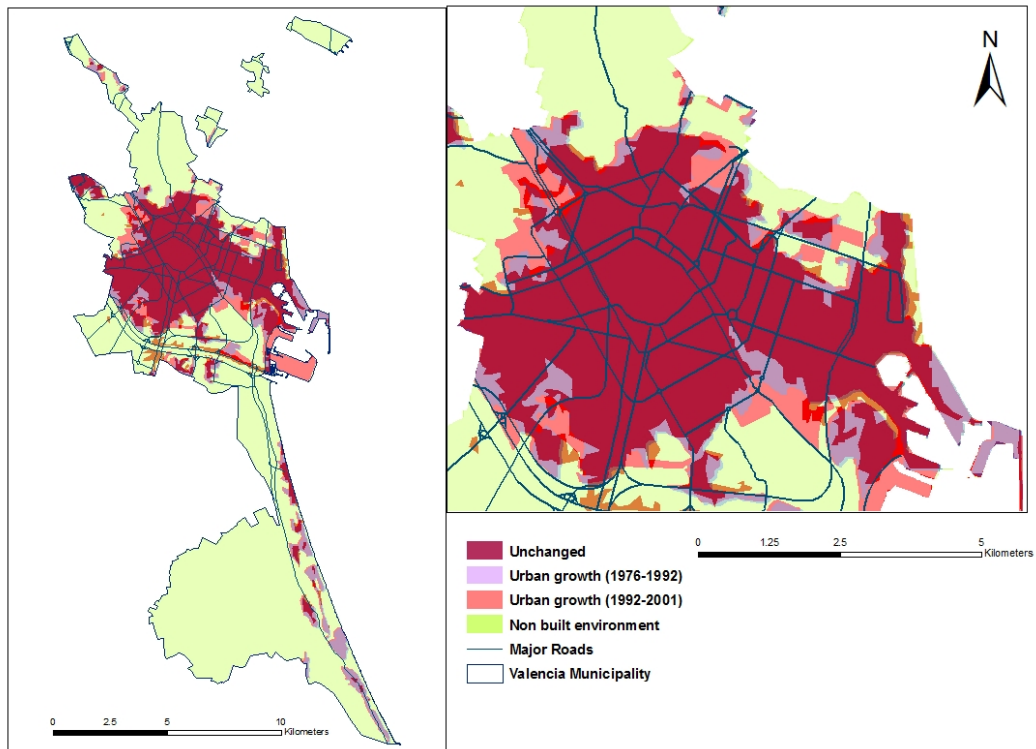 N
Unchanged
Urban growth (1976-1992)
Urban growth (1992-2001)
Non built environment
Major Roads
Valencia Municipality
0 1.25 2.5 5
Kilometers
0 2.5 5 10
Kilometers